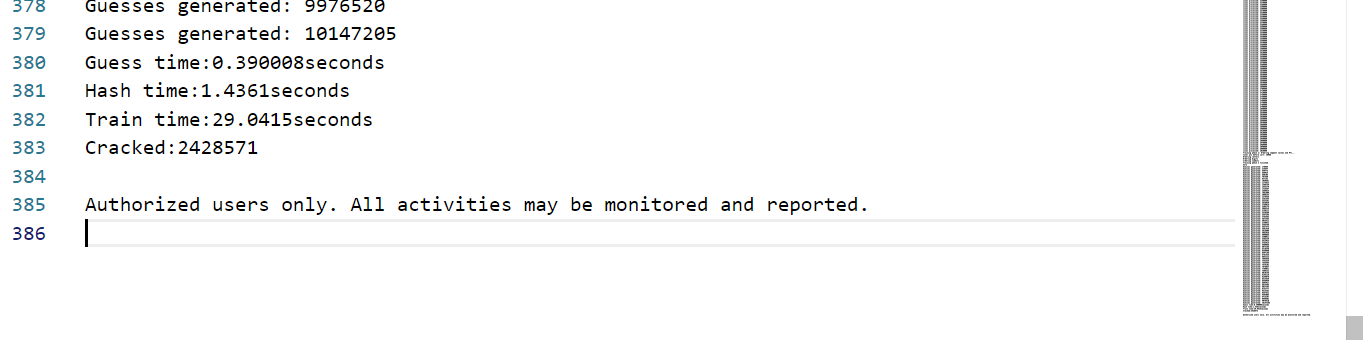 378 Guesses generated: 9976520
379 Guesses generated: 10147205
380 Guess time:0.390008seconds
381 Hash time:1.4361seconds
382 Train time:29.0415seconds
383 Cracked:2428571
384
385 Authorized users only. All activities may be monitored and reported.
386